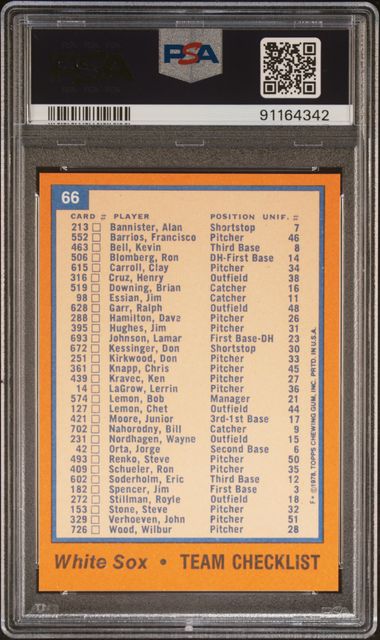 PSA
PSA
91164342
66
CARD # PLAYER POSITION UNIF. #
213 Bannister, Alan Shortstop 7
552 Barrios, Francisco Pitcher 46
463 Bell, Kevin Third Base 8
506 Blomberg, Ron DH-First Base 14
615 Carroll, Clay Pitcher 34
316 Cruz, Henry Outfield 38
519 Downing, Brian Catcher 16
98 Essian, Jim Catcher 11
628 Garr, Ralph Outfield 48
288 Hamilton, Dave Pitcher 26
395 Hughes, Jim Pitcher 31
693 Johnson, Lamar First Base-DH 23
672 Kessinger, Don Shortstop 30
251 Kirkwood, Don Pitcher 33
361 Knapp, Chris Pitcher 45
439 Kravec, Ken Pitcher 27
14 LaGrow, Lerrin Pitcher 36
574 Lemon, Bob Manager 21
127 Lemon, Chet Outfield 44
421 Moore, Junior 3rd-1st Base 17
702 Nahorodny, Bill Catcher 9
231 Nordhagen, Wayne Outfield 15
42 Orta, Jorge Second Base 6
493 Renko, Steve Pitcher 50
409 Schueler, Ron Pitcher 35
602 Soderholm, Eric Third Base 12
182 Spencer, Jim First Base 3
272 Stillman, Royle Outfield 18
153 Stone, Steve Pitcher 32
329 Verhoeven, John Pitcher 51
726 Wood, Wilbur Pitcher 28
F* ©1978, TOPPS CHEWING GUM, INC. PRTD. IN U.S.A.
White Sox • TEAM CHECKLIST